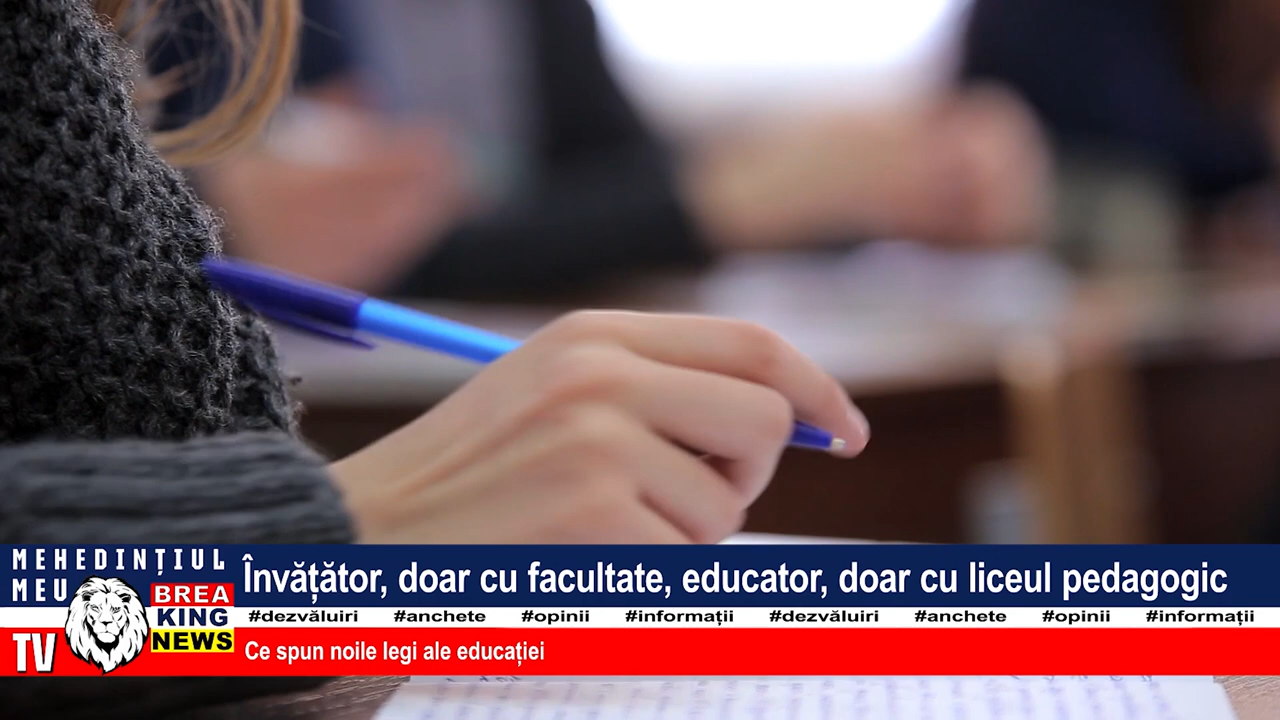 MEHEDINȚIUL
MEU
TV
BREA
KING
NEWS
Învățător, doar cu facultate, educator, doar cu liceul pedagogic
#dezvăluiri #anchete #opinii #informații #dezvăluiri #anchete #opinii #informații
Ce spun noile legi ale educației